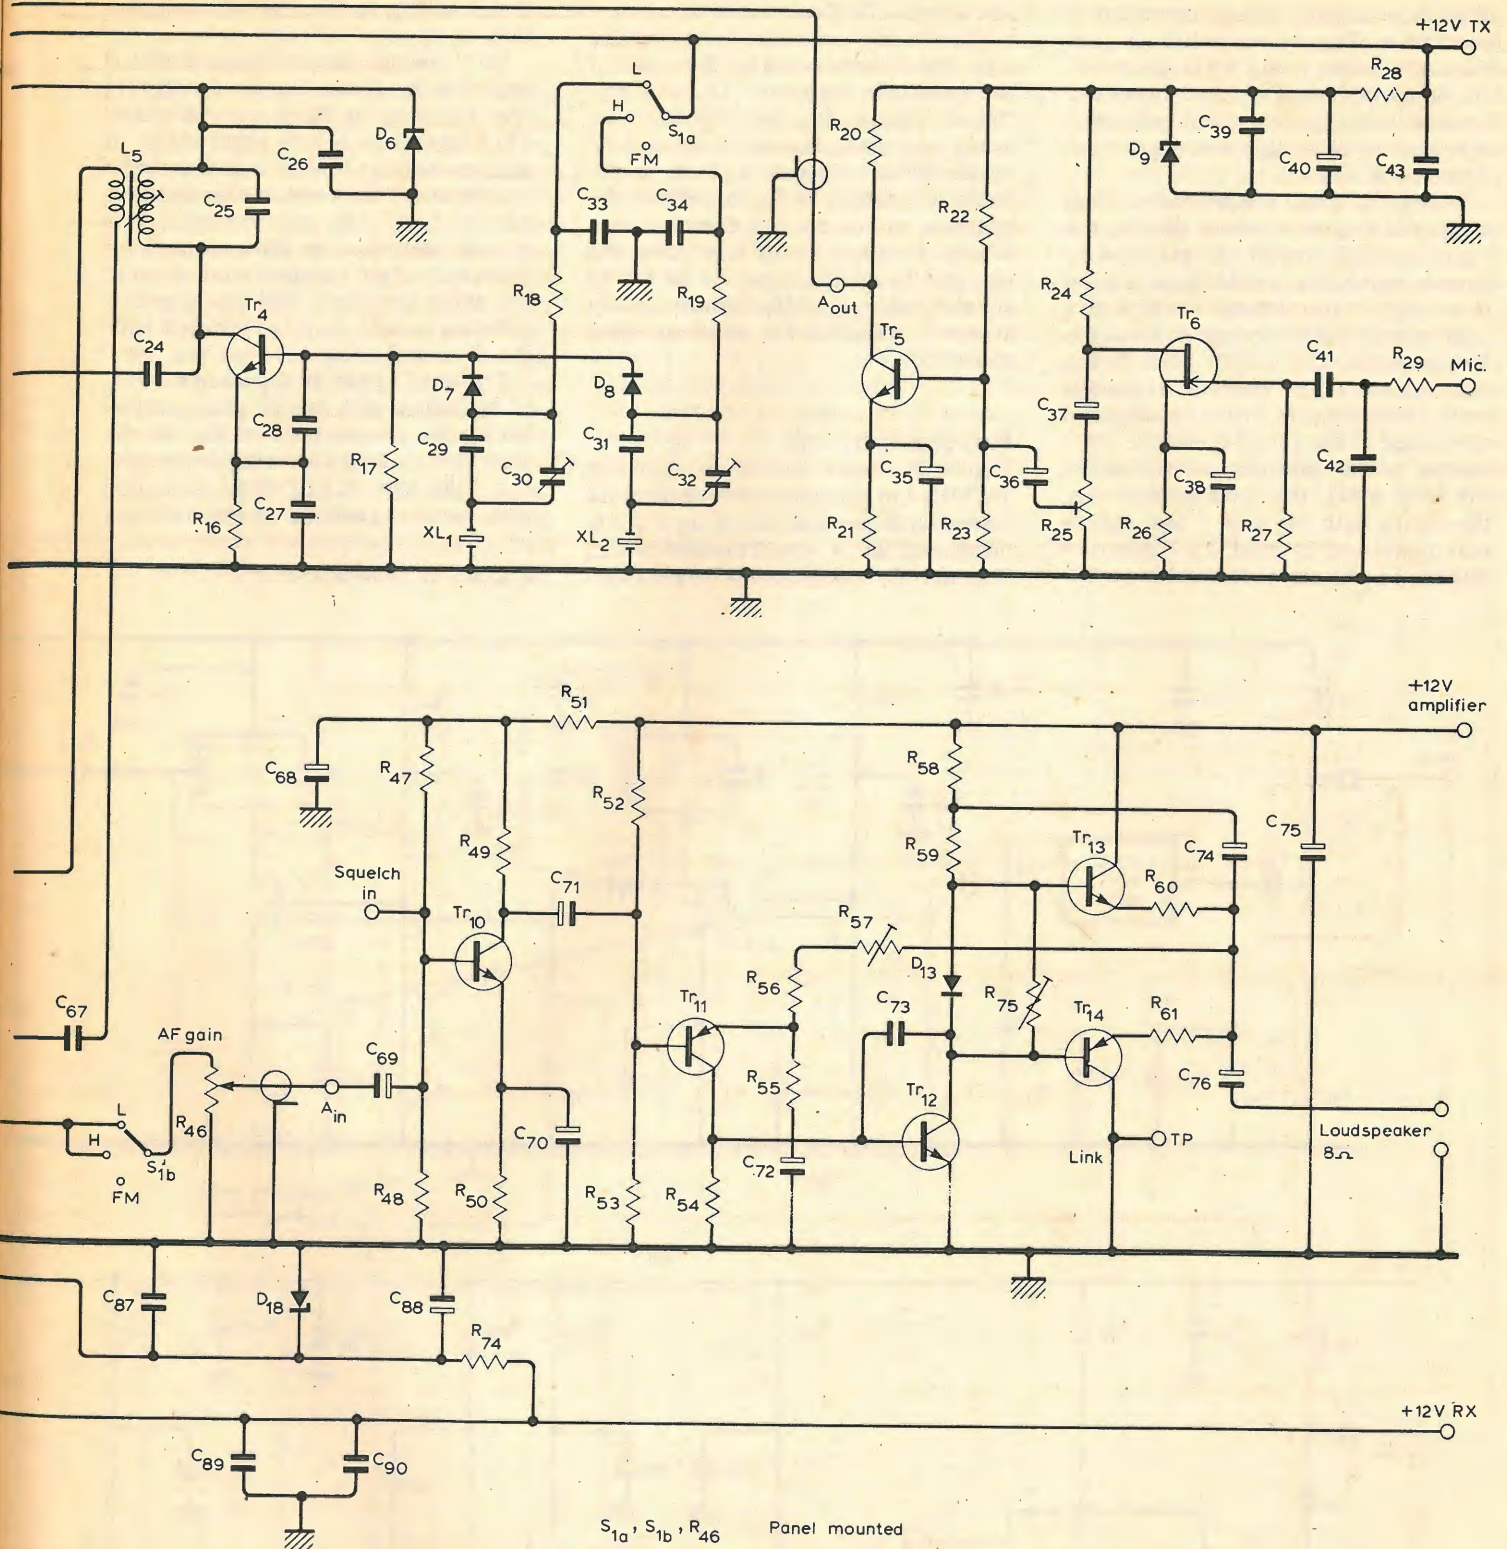 +12V TX
R28
L
H
S1a
FM
D6
C26
L5
C25
R20
C39
D9
C40
C43
C33
C34
R22
R18
R19
Aout
R24
Tr4
Tr5
Tr6
C24
C41
R29
Mic.
D7
D8
C28
C29
C31
C37
R17
C30
C32
C35
C36
C38
C42
C27
R16
XL1
XL2
R21
R23
R25
R26
R27
+12V
amplifier
R51
C68
R47
R52
R58
R49
R59
Tr13
C74
C75
Squelch
in
C71
R60
Tr10
R57
D13
R56
Tr11
C73
R75
Tr14
R61
C67
AF gain
C69
R55
C76
Ain
R46
L
H
S1b
FM
C70
Tr12
C72
Link
TP
Loudspeaker
8Ω
R48
R50
R53
R54
C87
D18
C88
R74
+12V RX
C89
C90
S1a, S1b, R46 Panel mounted